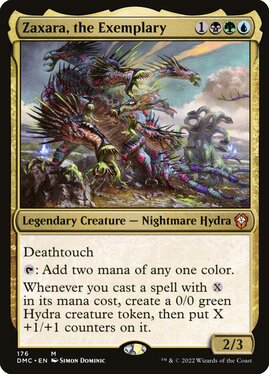 Zaxara, the Exemplary 1
Legendary Creature — Nightmare Hydra
Deathtouch
: Add two mana of any one color.
Whenever you cast a spell with X
in its mana cost, create a 0/0 green
Hydra creature token, then put X
+1/+1 counters on it.
2/3
176 M
DMC • EN Simon Dominic
™ & © 2022 Wizards of the Coast